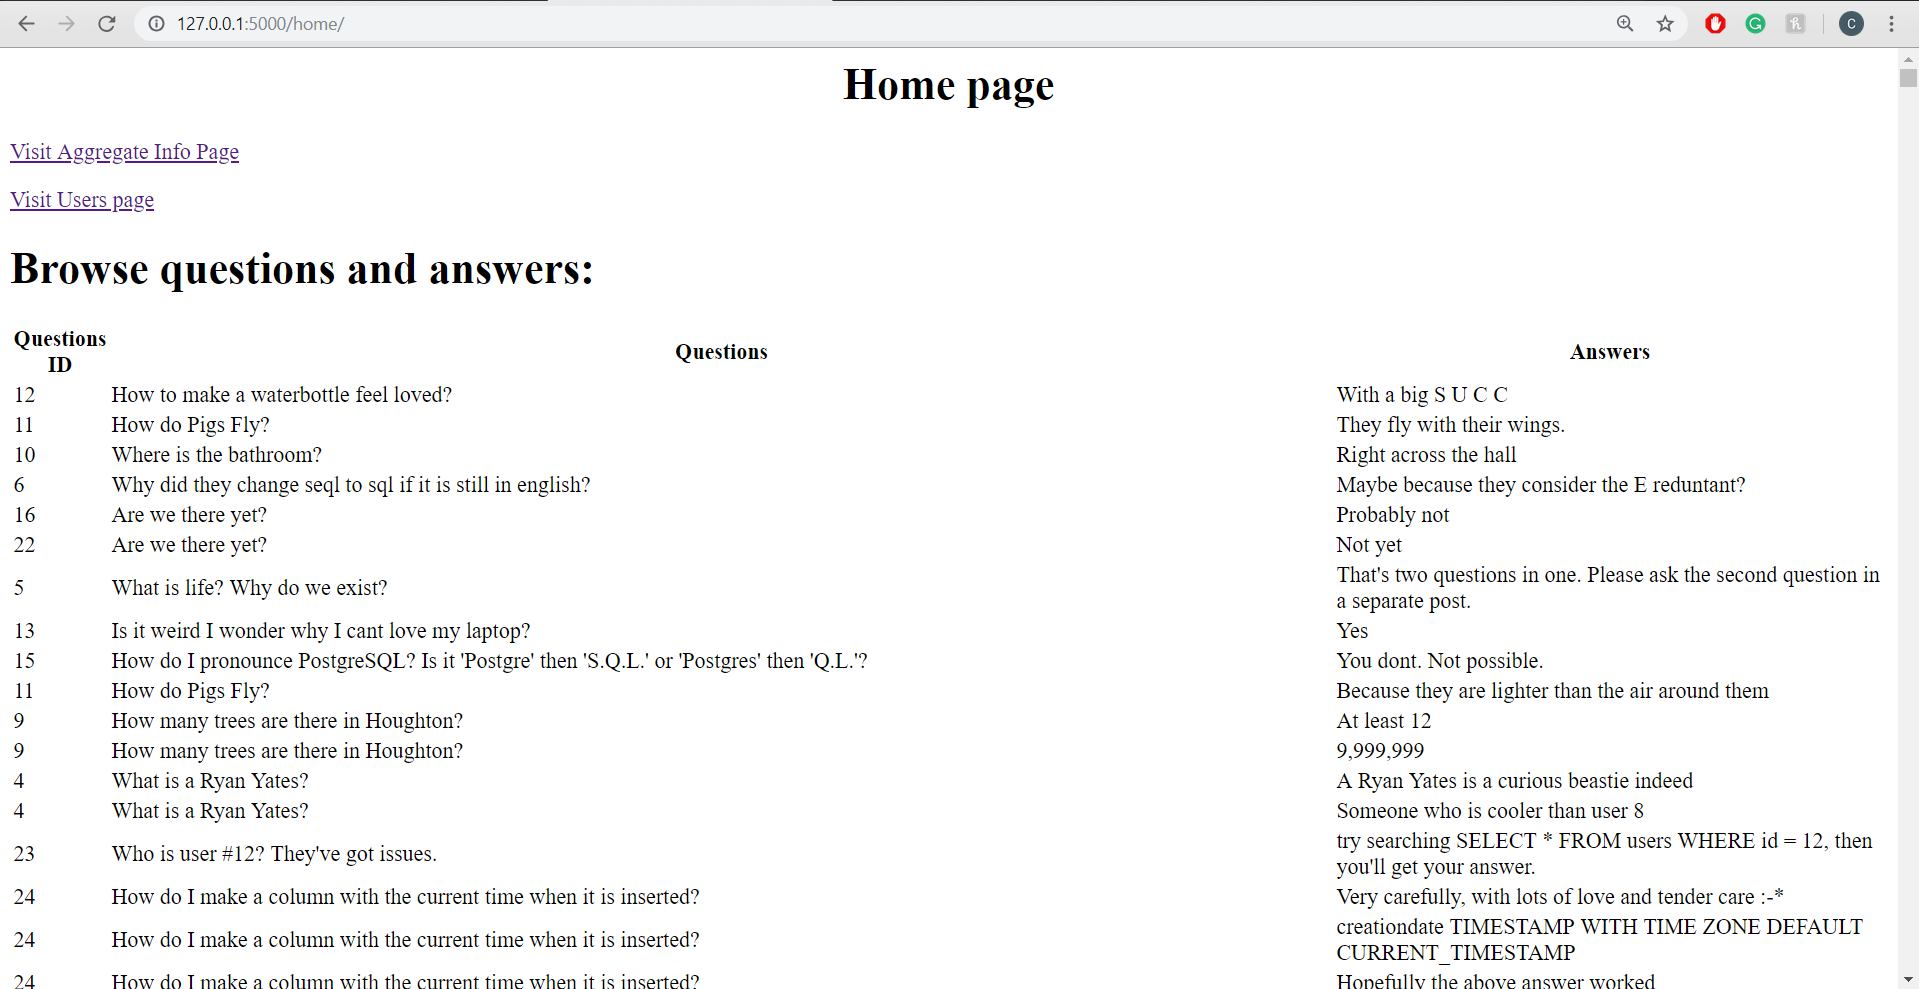 127.0.0.1:5000/home/
C
Home page
Visit Aggregate Info Page
Visit Users page
Browse questions and answers:
Questions ID Questions Answers
12 How to make a waterbottle feel loved? With a big S U C C
11 How do Pigs Fly? They fly with their wings.
10 Where is the bathroom? Right across the hall
6 Why did they change seql to sql if it is still in english? Maybe because they consider the E reduntant?
16 Are we there yet? Probably not
22 Are we there yet? Not yet
5 What is life? Why do we exist? That's two questions in one. Please ask the second question in
a separate post.
13 Is it weird I wonder why I cant love my laptop? Yes
15 How do I pronounce PostgreSQL? Is it 'Postgre' then 'S.Q.L.' or 'Postgres' then 'Q.L.'? You dont. Not possible.
11 How do Pigs Fly? Because they are lighter than the air around them
9 How many trees are there in Houghton? At least 12
9 How many trees are there in Houghton? 9,999,999
4 What is a Ryan Yates? A Ryan Yates is a curious beastie indeed
4 What is a Ryan Yates? Someone who is cooler than user 8
23 Who is user #12? They've got issues. try searching SELECT * FROM users WHERE id = 12, then
you'll get your answer.
24 How do I make a column with the current time when it is inserted? Very carefully, with lots of love and tender care :-*
24 How do I make a column with the current time when it is inserted? creationdate TIMESTAMP WITH TIME ZONE DEFAULT
CURRENT_TIMESTAMP
24 How do I make a column with the current time when it is inserted? Hopefully the above answer worked